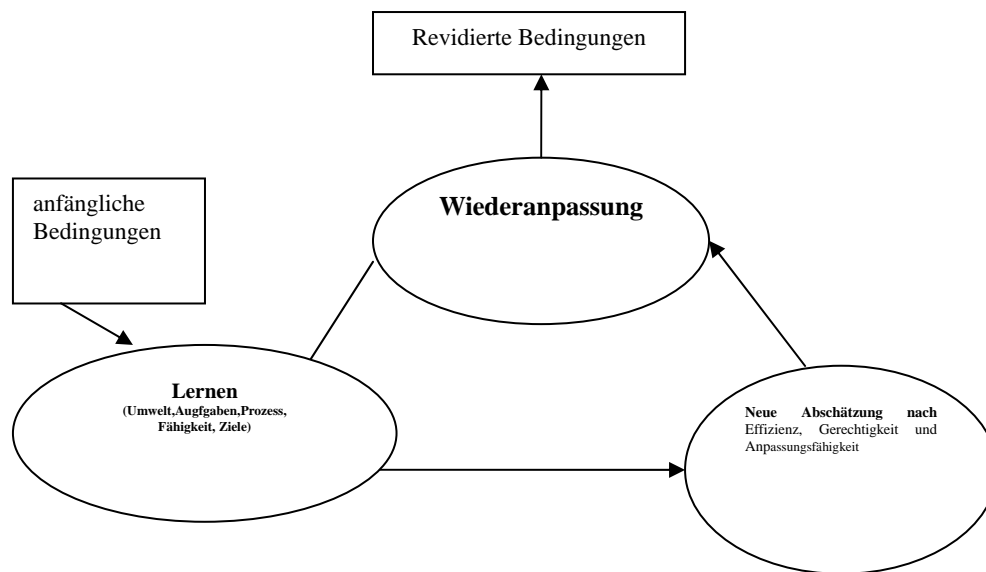 Revidierte Bedingungen
Wiederanpassung
anfängliche
Bedingungen
Lernen
(Umwelt,Augfgaben,Prozess,
Fähigkeit, Ziele)
Neue Abschätzung nach
Effizienz, Gerechtigkeit und
Anpassungsfähigkeit